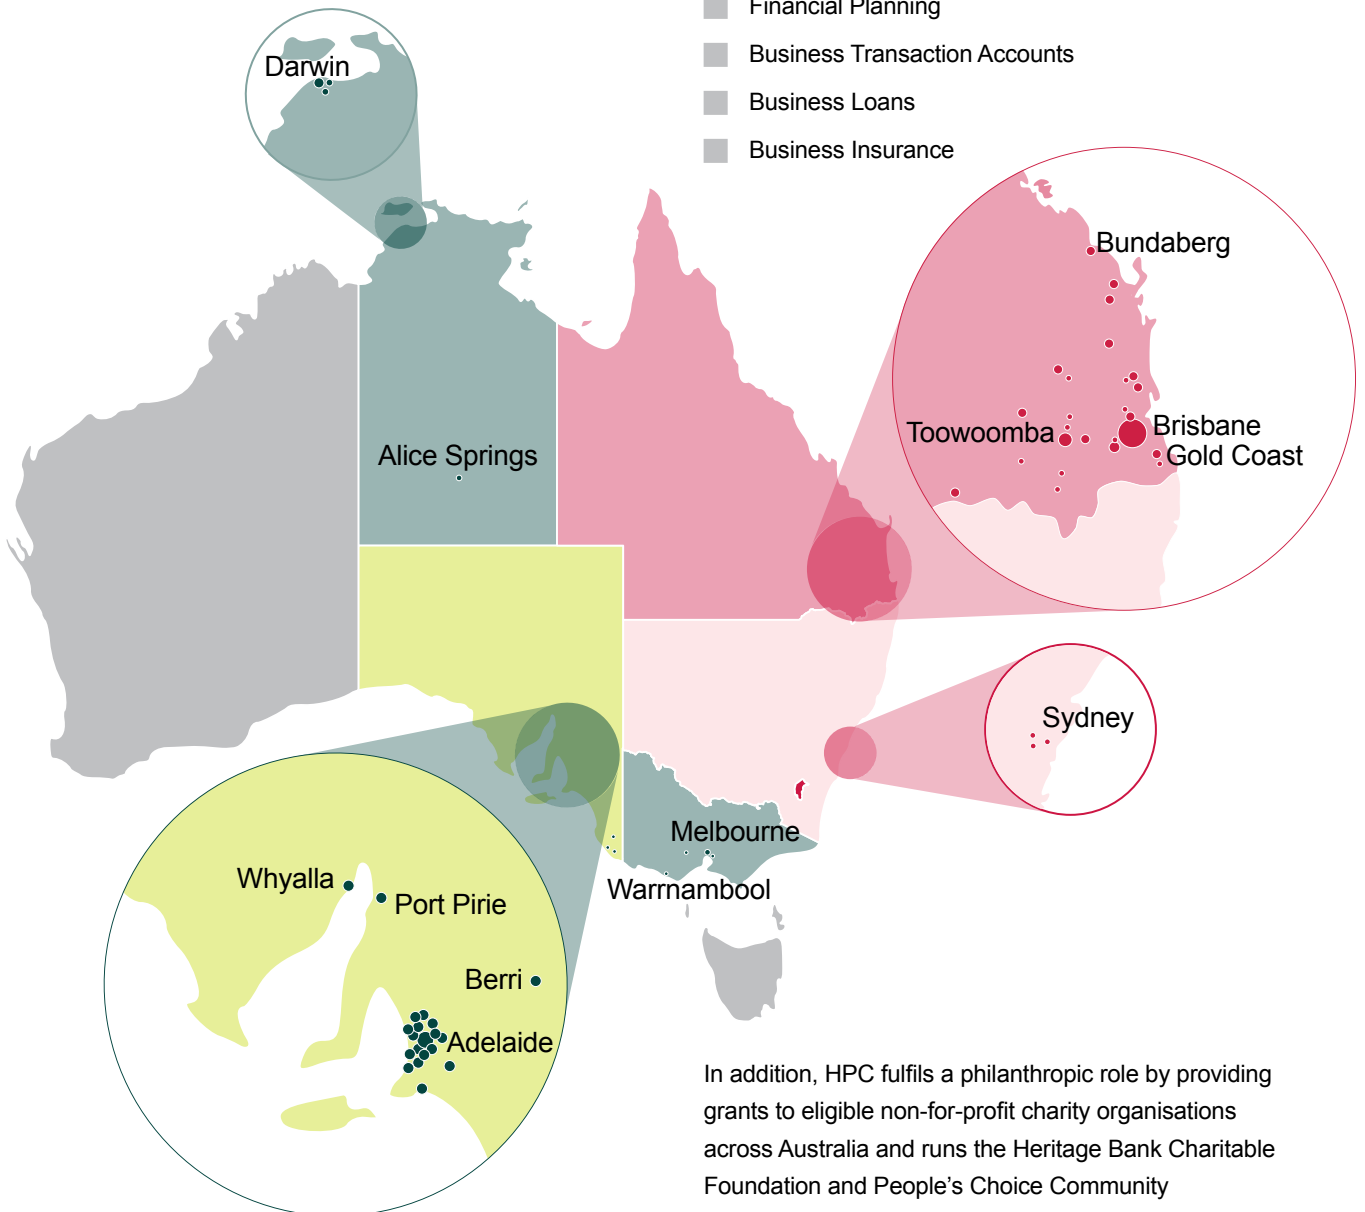 Financial Planning
Business Transaction Accounts
Business Loans
Business Insurance
Darwin
Bundaberg
Toowoomba
Brisbane
Gold Coast
Alice Springs
Sydney
Melbourne
Warrnambool
Whyalla
Port Pirie
Berri
Adelaide
In addition, HPC fulfils a philanthropic role by providing
grants to eligible non-for-profit charity organisations
across Australia and runs the Heritage Bank Charitable
Foundation and People’s Choice Community